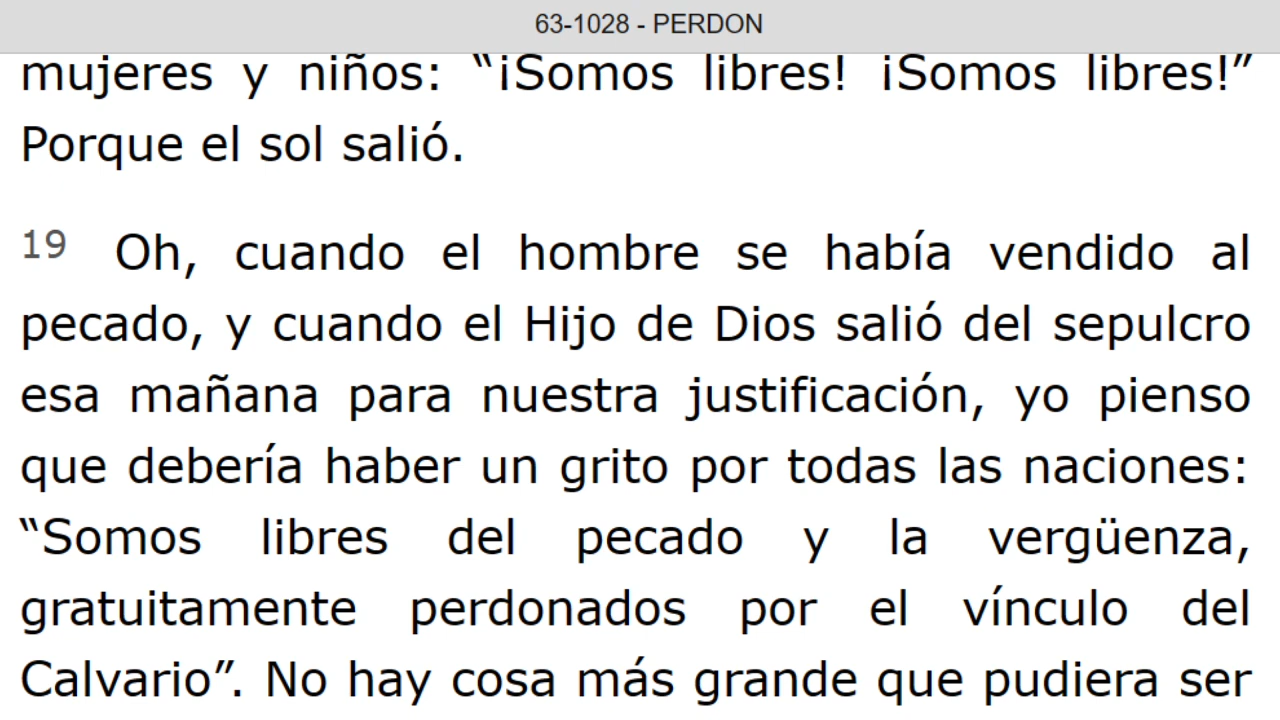 63-1028 - PERDON
mujeres y niños: “¡Somos libres! ¡Somos libres!”
Porque el sol salió.
19 Oh, cuando el hombre se había vendido al
pecado, y cuando el Hijo de Dios salió del sepulcro
esa mañana para nuestra justificación, yo pienso
que debería haber un grito por todas las naciones:
“Somos libres del pecado y la vergüenza,
gratuitamente perdonados por el vínculo del
Calvario”. No hay cosa más grande que pudiera ser